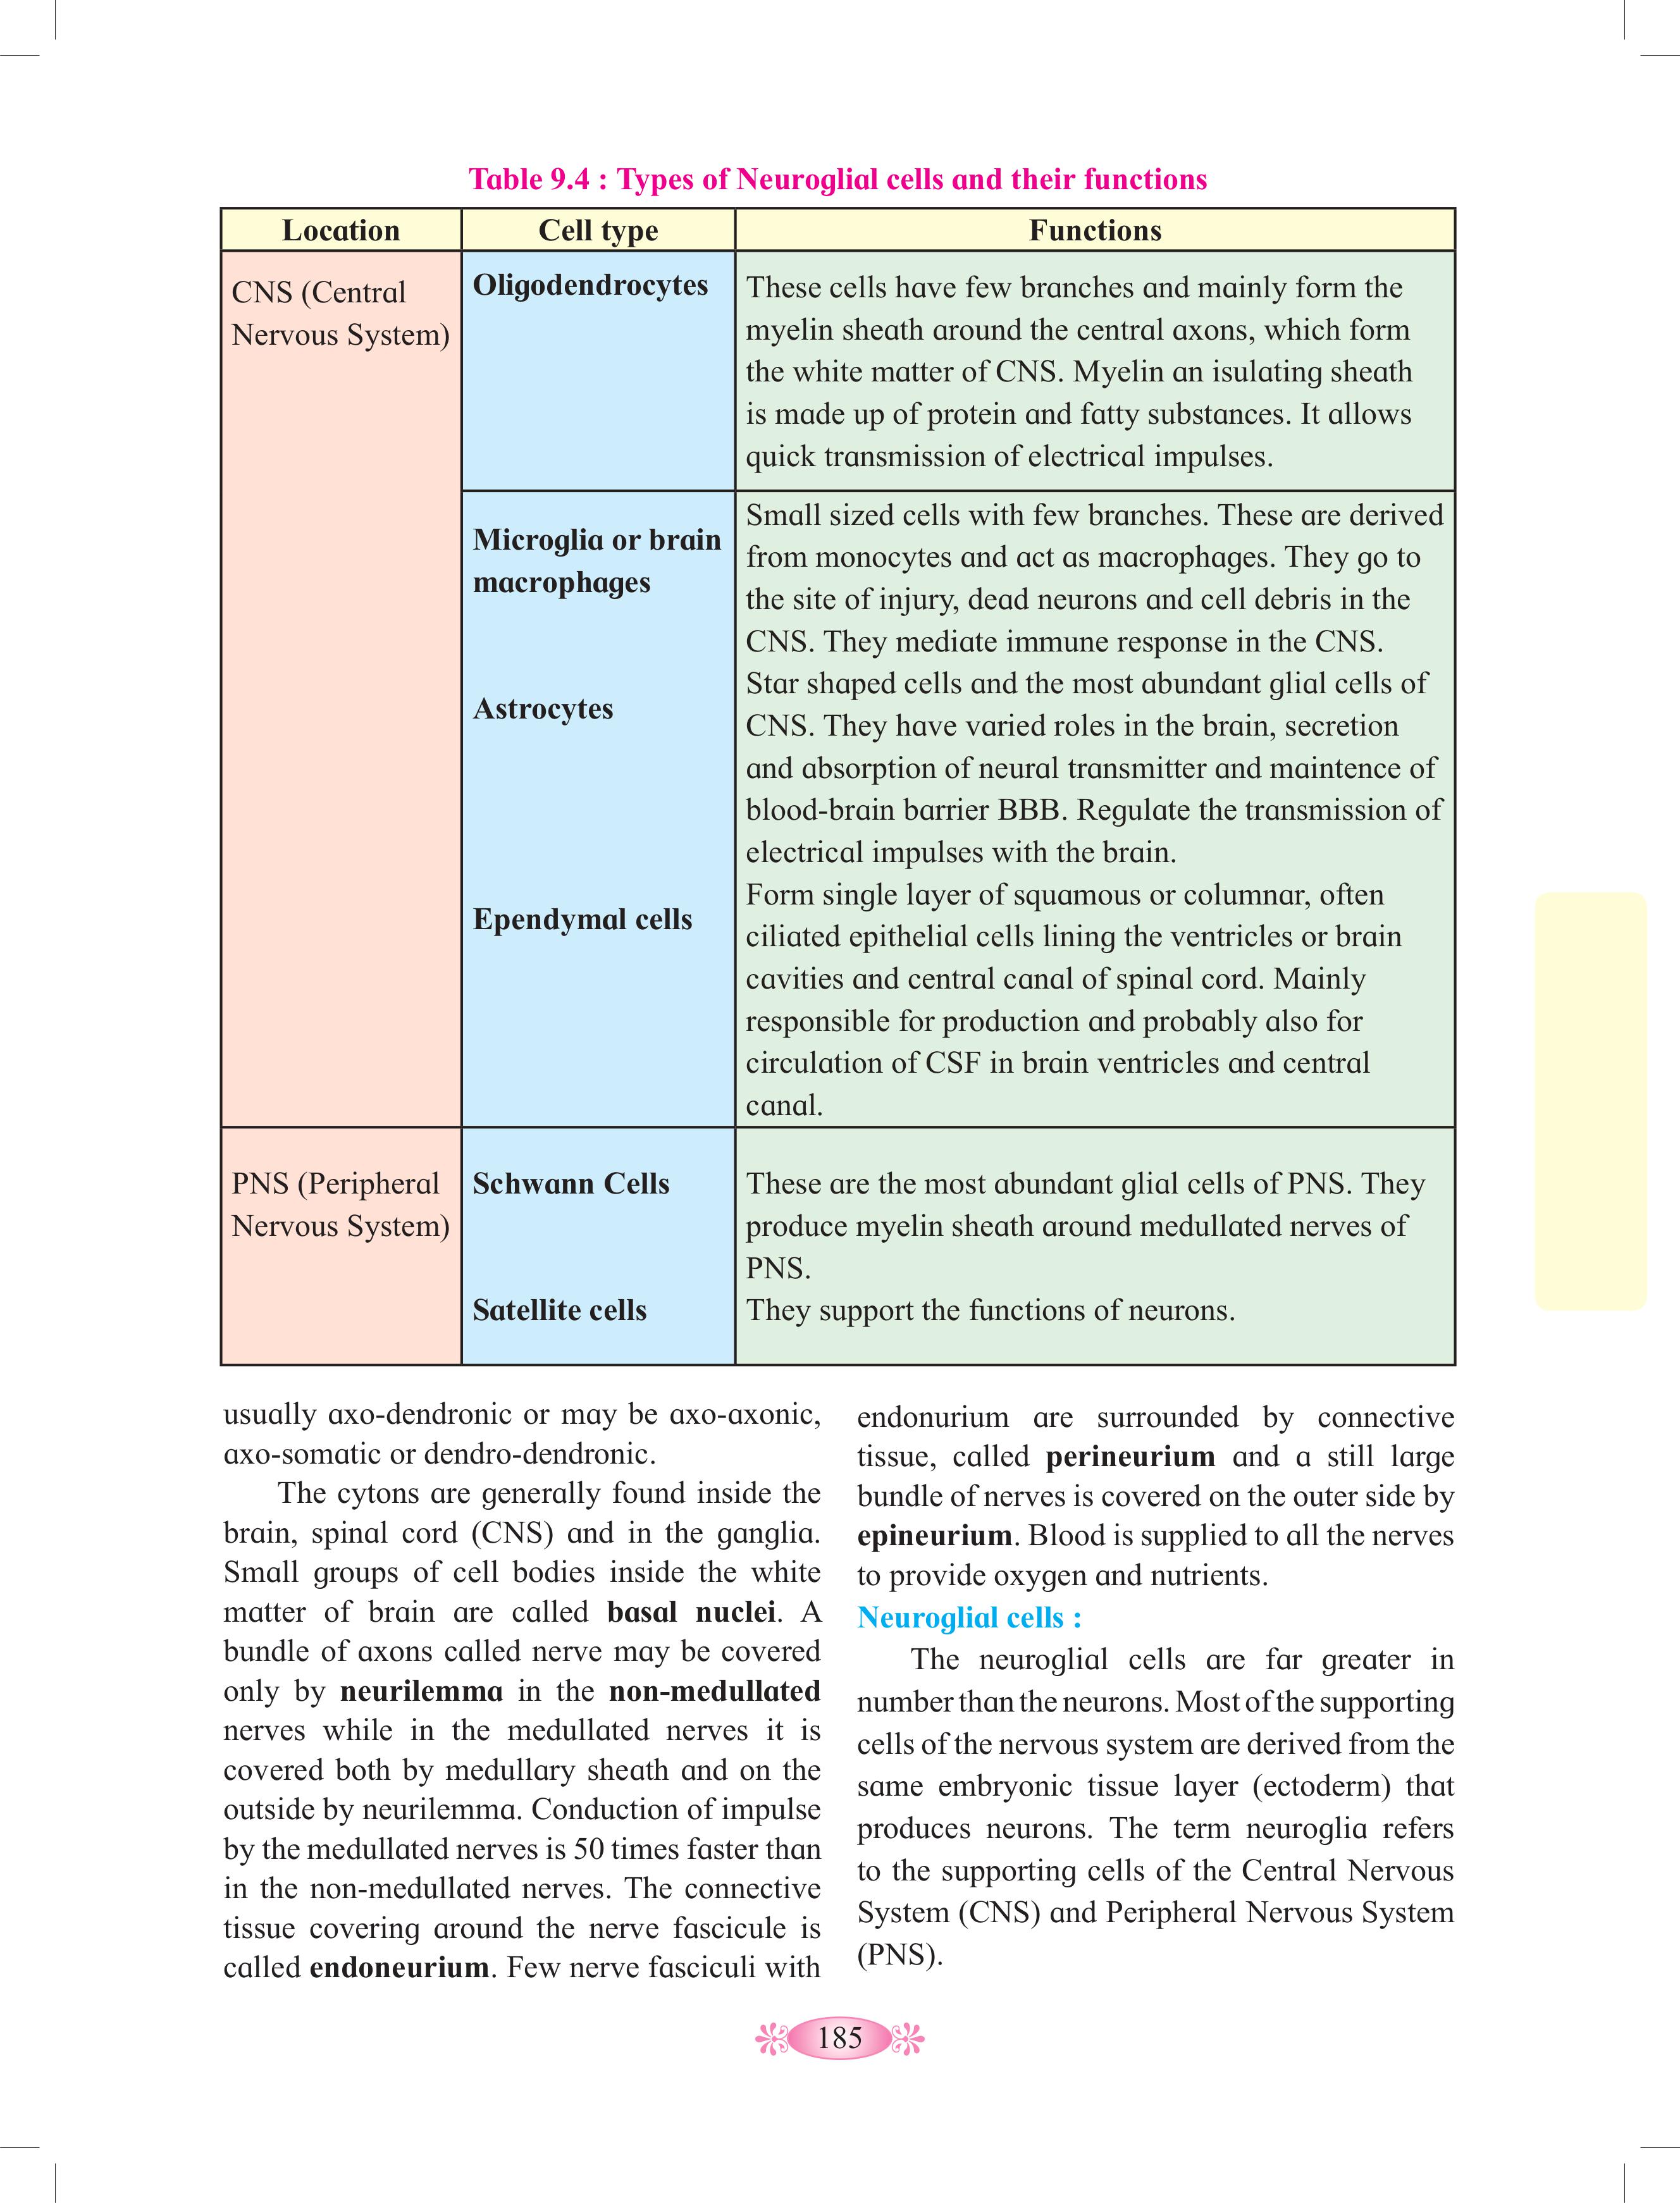 Table 9.4 : Types of Neuroglial cells and their functions
Location
Cell type
Functions
CNS (Central
Nervous System)
Oligodendrocytes
These cells have few branches and mainly form the
myelin sheath around the central axons, which form
the white matter of CNS. Myelin an isulating sheath
is made up of protein and fatty substances. It allows
quick transmission of electrical impulses.
Microglia or brain
macrophages
Small sized cells with few branches. These are derived
from monocytes and act as macrophages. They go to
the site of injury, dead neurons and cell debris in the
CNS. They mediate immune response in the CNS.
Astrocytes
Star shaped cells and the most abundant glial cells of
CNS. They have varied roles in the brain, secretion
and absorption of neural transmitter and maintence of
blood-brain barrier BBB. Regulate the transmission of
electrical impulses with the brain.
Ependymal cells
Form single layer of squamous or columnar, often
ciliated epithelial cells lining the ventricles or brain
cavities and central canal of spinal cord. Mainly
responsible for production and probably also for
circulation of CSF in brain ventricles and central
canal.
PNS (Peripheral
Nervous System)
Schwann Cells
These are the most abundant glial cells of PNS. They
produce myelin sheath around medullated nerves of
PNS.
Satellite cells
They support the functions of neurons.
usually axo-dendronic or may be axo-axonic,
axo-somatic or dendro-dendronic.
The cytons are generally found inside the
brain, spinal cord (CNS) and in the ganglia.
Small groups of cell bodies inside the white
matter of brain are called basal nuclei. A
bundle of axons called nerve may be covered
only by neurilemma in the non-medullated
nerves while in the medullated nerves it is
covered both by medullary sheath and on the
outside by neurilemma. Conduction of impulse
by the medullated nerves is 50 times faster than
in the non-medullated nerves. The connective
tissue covering around the nerve fascicule is
called endoneurium. Few nerve fasciculi with
endonurium are surrounded by connective
tissue, called perineurium and a still large
bundle of nerves is covered on the outer side by
epineurium. Blood is supplied to all the nerves
to provide oxygen and nutrients.
Neuroglial cells :
The neuroglial cells are far greater in
number than the neurons. Most of the supporting
cells of the nervous system are derived from the
same embryonic tissue layer (ectoderm) that
produces neurons. The term neuroglia refers
to the supporting cells of the Central Nervous
System (CNS) and Peripheral Nervous System
(PNS).
185